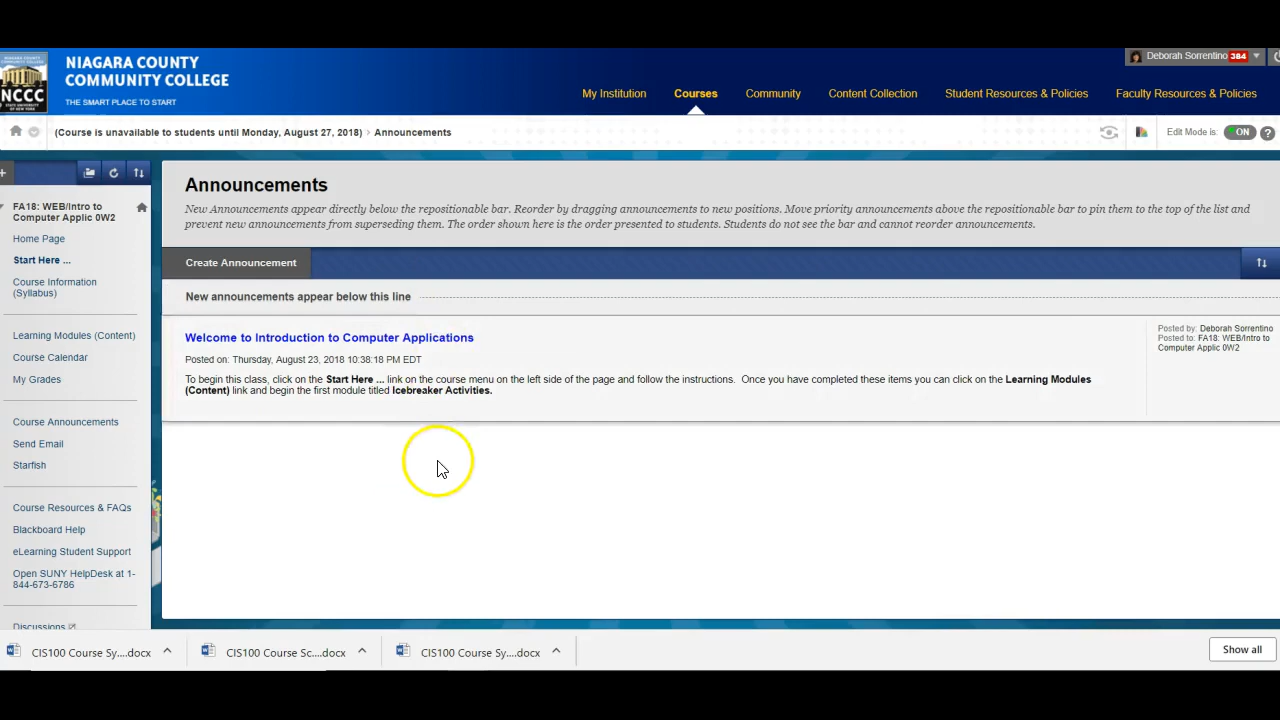 NIAGARA COUNTY
COMMUNITY COLLEGE
THE SMART PLACE TO START
NIAGARA COUNTY
COMMUNITY COLLEGE
NCCC
Deborah Sorrentino 384
My Institution Courses Community Content Collection Student Resources & Policies Faculty Resources & Policies
(Course is unavailable to students until Monday, August 27, 2018) > Announcements
Edit Mode is: ON ?
FA18: WEB/Intro to
Computer Applic 0W2
Home Page
Start Here ...
Course Information
(Syllabus)
Learning Modules (Content)
Course Calendar
My Grades
Course Announcements
Send Email
Starfish
Course Resources & FAQs
Blackboard Help
eLearning Student Support
Open SUNY HelpDesk at 1-
844-673-6786
Discussions
Announcements
New Announcements appear directly below the repositionable bar. Reorder by dragging announcements to new positions. Move priority announcements above the repositionable bar to pin them to the top of the list and
prevent new announcements from superseding them. The order shown here is the order presented to students. Students do not see the bar and cannot reorder announcements.
Create Announcement
New announcements appear below this line
Welcome to Introduction to Computer Applications
Posted on: Thursday, August 23, 2018 10:38:18 PM EDT
To begin this class, click on the Start Here ... link on the course menu on the left side of the page and follow the instructions. Once you have completed these items you can click on the Learning Modules
(Content) link and begin the first module titled Icebreaker Activities.
Posted by: Deborah Sorrentino
Posted to: FA18: WEB/Intro to
Computer Applic 0W2
CIS100 Course Sy....docx
CIS100 Course Sc....docx
CIS100 Course Sy....docx
Show all